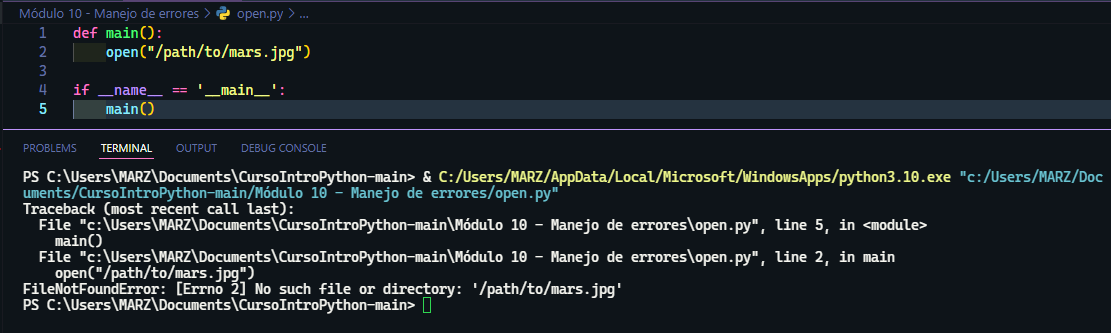 Módulo 10 - Manejo de errores > open.py > ...
1 def main():
2 open("/path/to/mars.jpg")
3
4 if __name__ == '__main__':
5 main()
PROBLEMS TERMINAL OUTPUT DEBUG CONSOLE
PS C:\Users\MARZ\Documents\CursoIntroPython-main> & C:/Users/MARZ/AppData/Local/Microsoft/WindowsApps/python3.10.exe "c:/Users/MARZ/Doc
uments/CursoIntroPython-main/Módulo 10 - Manejo de errores/open.py"
Traceback (most recent call last):
File "c:\Users\MARZ\Documents\CursoIntroPython-main\Módulo 10 - Manejo de errores\open.py", line 5, in <module>
main()
File "c:\Users\MARZ\Documents\CursoIntroPython-main\Módulo 10 - Manejo de errores\open.py", line 2, in main
open("/path/to/mars.jpg")
FileNotFoundError: [Errno 2] No such file or directory: '/path/to/mars.jpg'
PS C:\Users\MARZ\Documents\CursoIntroPython-main>